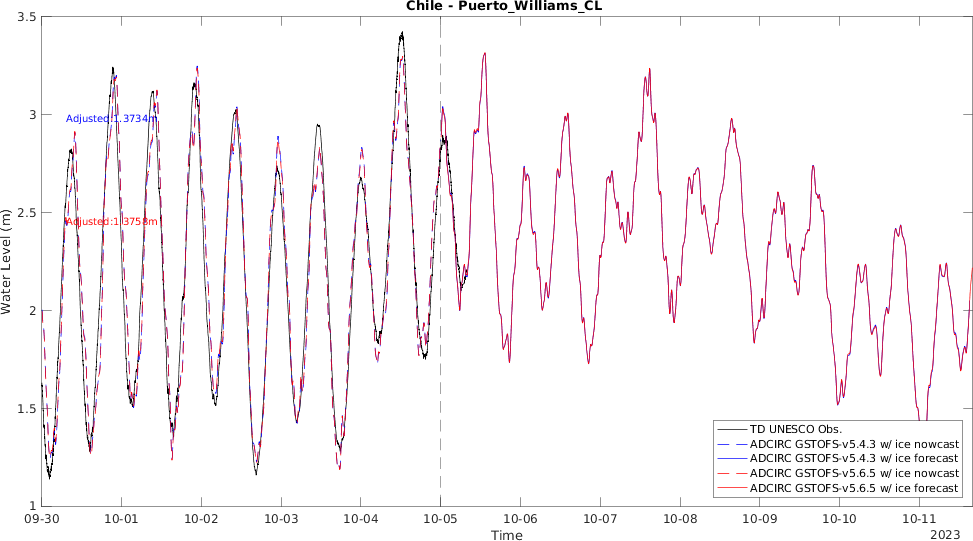 Chile - Puerto_Williams_CL
3.5
3
2.5
2
1.5
1
Water Level (m)
Adjusted:1.3734m
Adjusted:1.3758m
TD UNESCO Obs.
ADCIRC GSTOFS-v5.4.3 w/ ice nowcast
ADCIRC GSTOFS-v5.4.3 w/ ice forecast
ADCIRC GSTOFS-v5.6.5 w/ ice nowcast
ADCIRC GSTOFS-v5.6.5 w/ ice forecast
09-30 10-01 10-02 10-03 10-04 10-05 10-06 10-07 10-08 10-09 10-10 10-11
Time
2023